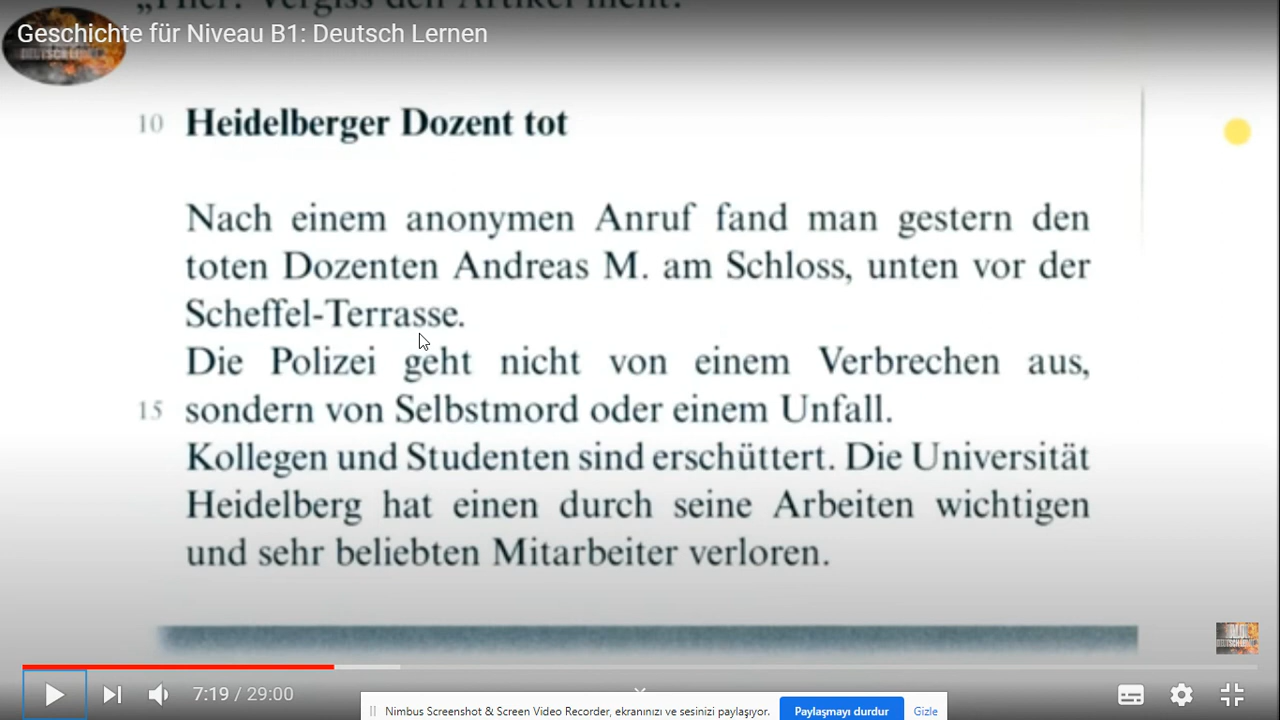 Geschichte für Niveau B1: Deutsch Lernen
10 Heidelberger Dozent tot
Nach einem anonymen Anruf fand man gestern den
toten Dozenten Andreas M. am Schloss, unten vor der
Scheffel-Terrasse.
Die Polizei geht nicht von einem Verbrechen aus,
15 sondern von Selbstmord oder einem Unfall.
Kollegen und Studenten sind erschüttert. Die Universität
Heidelberg hat einen durch seine Arbeiten wichtigen
und sehr beliebten Mitarbeiter verloren.
7:19 / 29:00
Nimbus Screenshot & Screen Video Recorder, ekranınızı ve sesinizi paylaşıyor. Paylaşmayı durdur Gizle